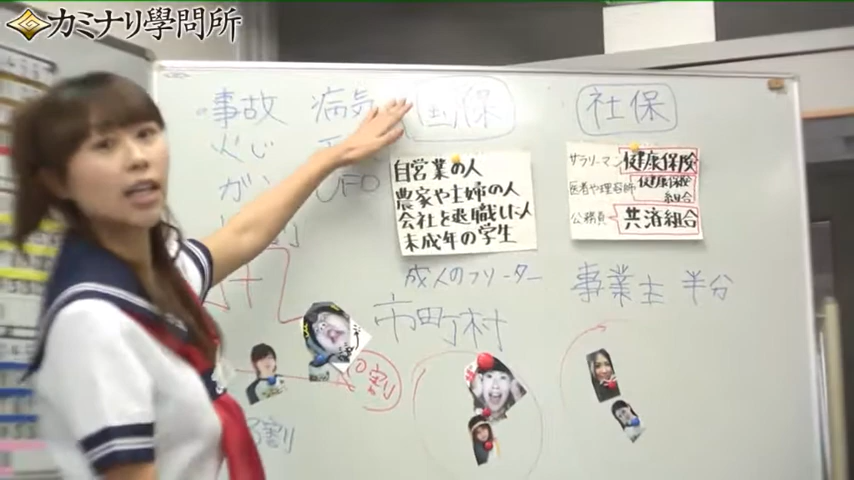 カミナリ學問所
事故 病気 国保 社保
火じ
がい
UFO
自営業の人
農家や主婦の人
会社を退職した人
未成年の学生
サラリーマン 健康保険
医者や理容師 健康保険組合
公務員 共済組合
成人のフリーター
事業主 半分
市町村
割
割